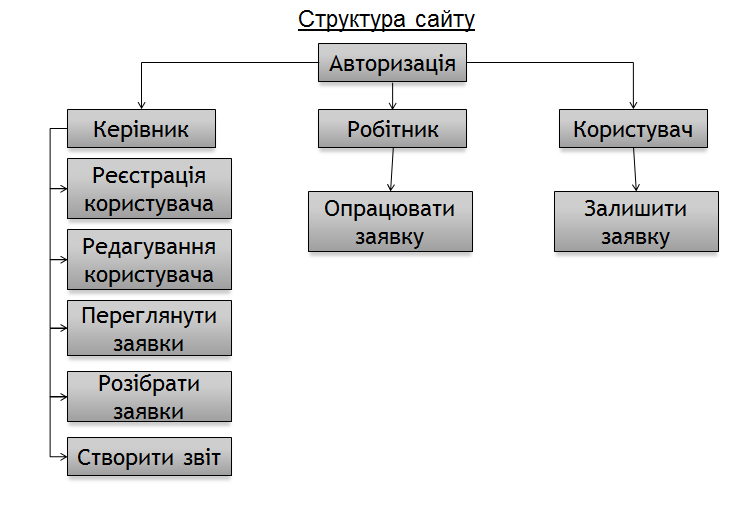 Структура сайту
Авторизація
Керівник
Робітник
Користувач
Реєстрація
користувача
Редагування
користувача
Переглянути
заявки
Розібрати
заявки
Створити звіт
Опрацювати
заявку
Залишити
заявку